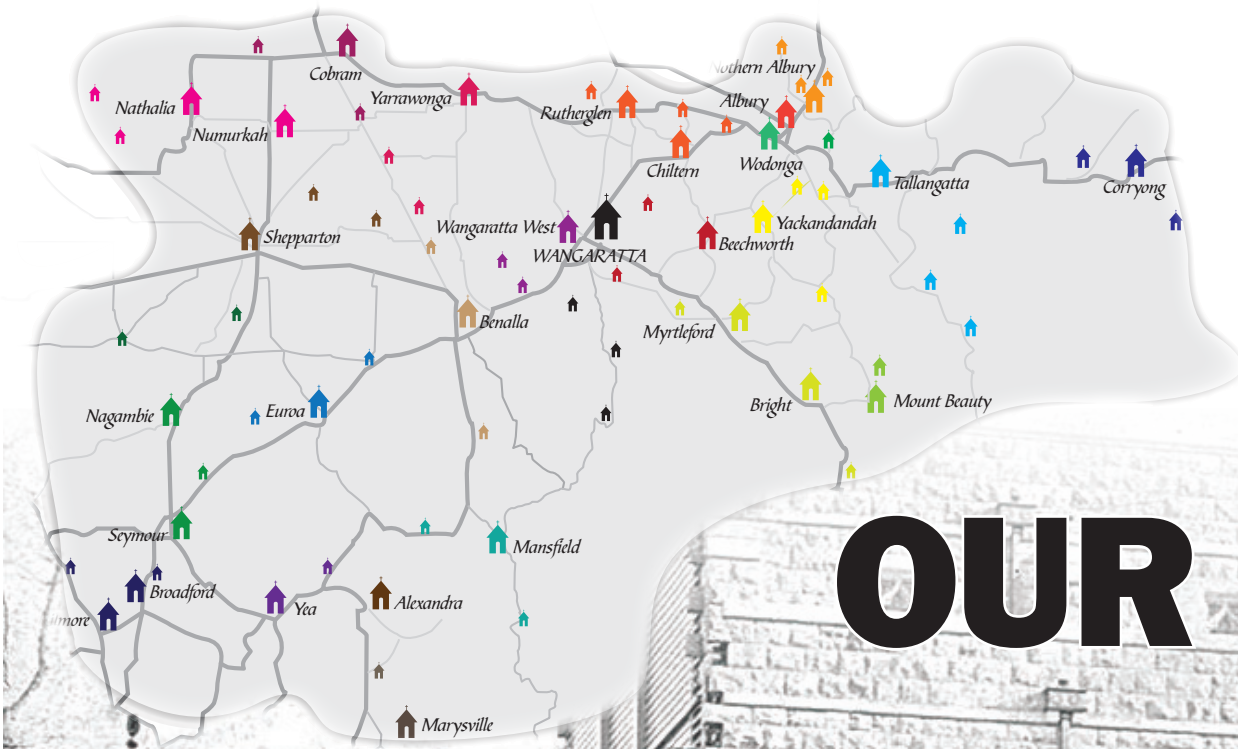 Cobram
Nothern Albury
Yarrawonga
Nathalia
Rutherglen
Albury
Numurkah
Chiltern
Wodonga
Tallangatta
Corryong
Wangaratta West
Yackandandah
Shepparton
Beechworth
WANGARATTA
Benalla
Myrtleford
Nagambie
Euroa
Bright
Mount Beauty
Seymour
Mansfield
OUR
Broadford
Yea
Alexandra
more
Marysville